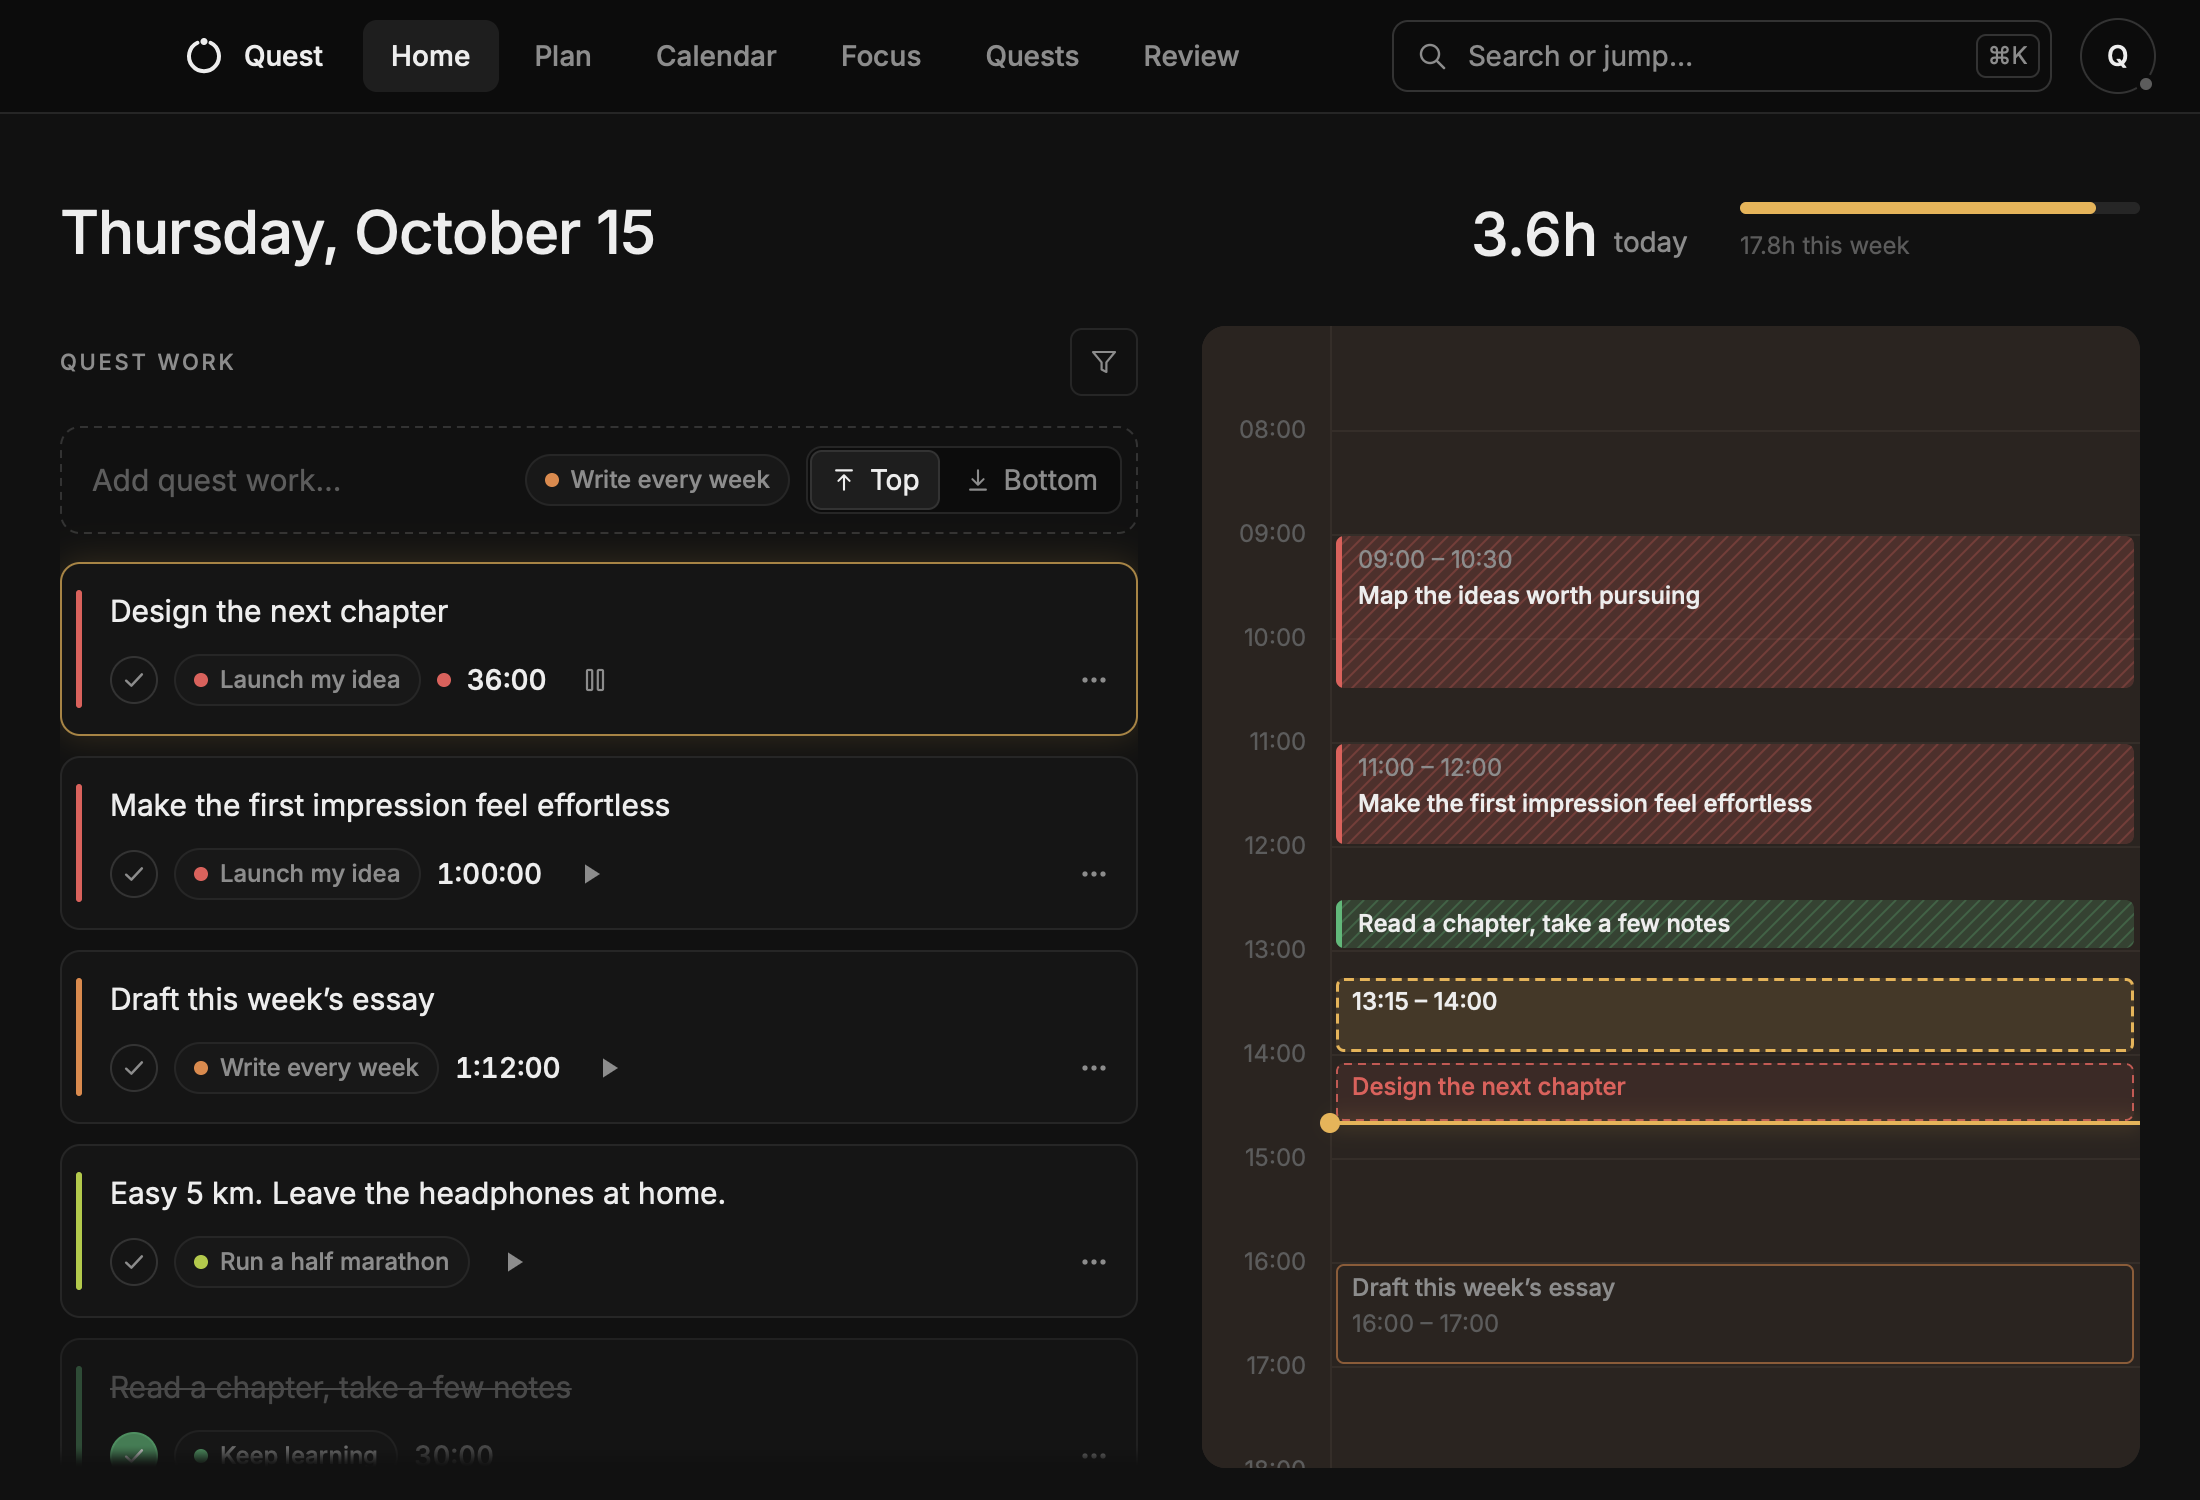 Quest
Home
Plan
Calendar
Focus
Quests
Review
Search or jump...
⌘K
Q
Thursday, October 15
3.6h today
17.8h this week
QUEST WORK
Add quest work...
Write every week
Top
Bottom
Design the next chapter
Launch my idea
36:00
Make the first impression feel effortless
Launch my idea
1:00:00
Draft this week’s essay
Write every week
1:12:00
Easy 5 km. Leave the headphones at home.
Run a half marathon
Read a chapter, take a few notes
Keep learning
30:00
08:00
09:00
09:00 – 10:30
Map the ideas worth pursuing
10:00
11:00
11:00 – 12:00
Make the first impression feel effortless
12:00
Read a chapter, take a few notes
13:00
13:15 – 14:00
14:00
Design the next chapter
15:00
16:00
Draft this week’s essay
16:00 – 17:00
17:00
18:00